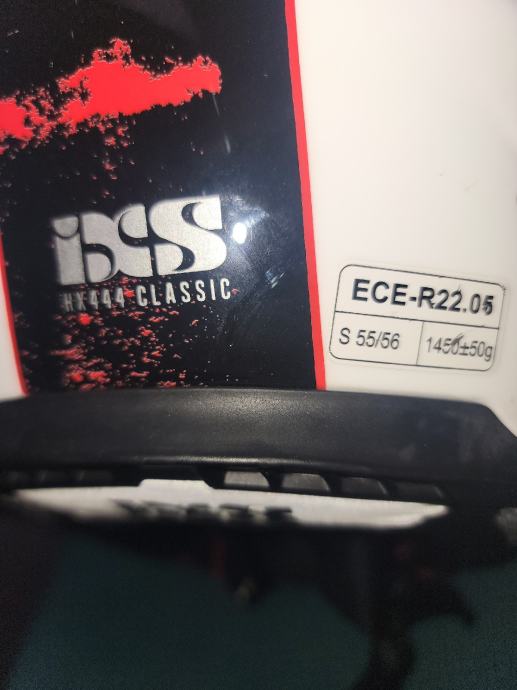 iXS
HX444 CLASSIC
ECE-R22.05
S 55/56
1450±50g